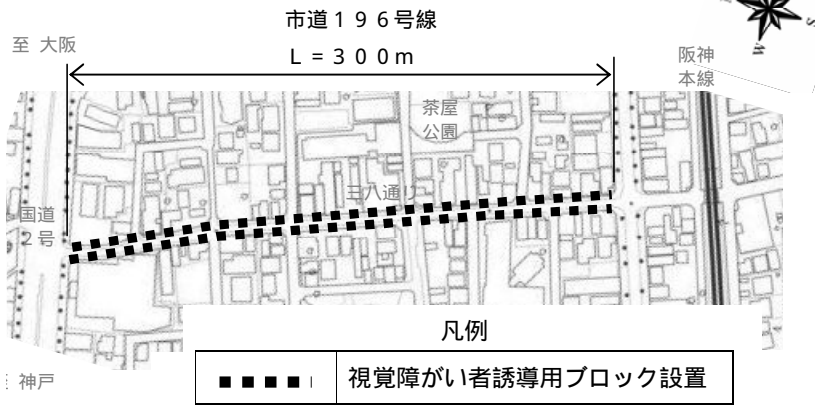 市道１９６号線
Ｌ＝３００ｍ
至 大阪
阪神
本線
S
W
茶屋
公園
三八通り
国道
２号
至 神戸
凡例
視覚障がい者誘導用ブロック設置